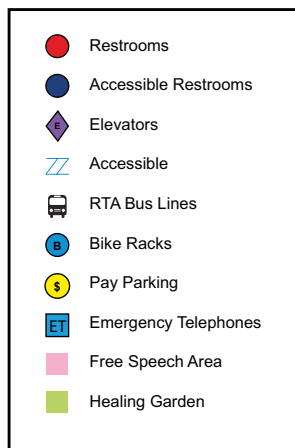 Restrooms
Accessible Restrooms
E Elevators
Accessible
RTA Bus Lines
B Bike Racks
$ Pay Parking
ET Emergency Telephones
Free Speech Area
Healing Garden